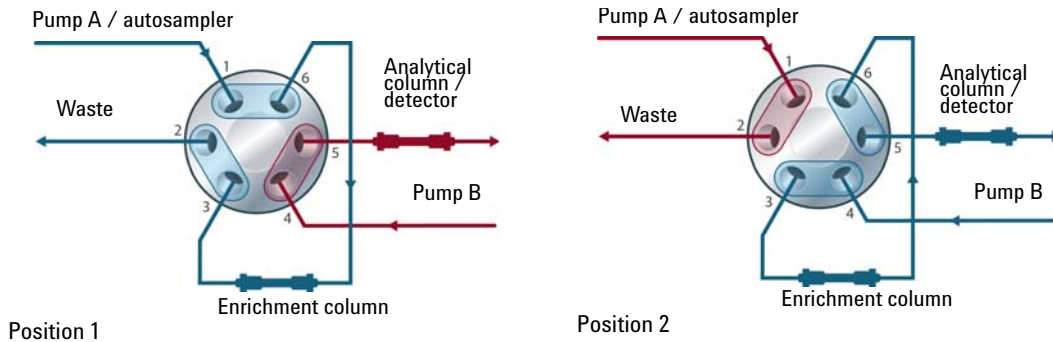 Pump A / autosampler
1
6
Analytical
column /
detector
Waste
2
5
Pump B
3
4
Enrichment column
Position 1
Pump A / autosampler
1
6
Analytical
column /
detector
Waste
2
5
Pump B
3
4
Enrichment column
Position 2